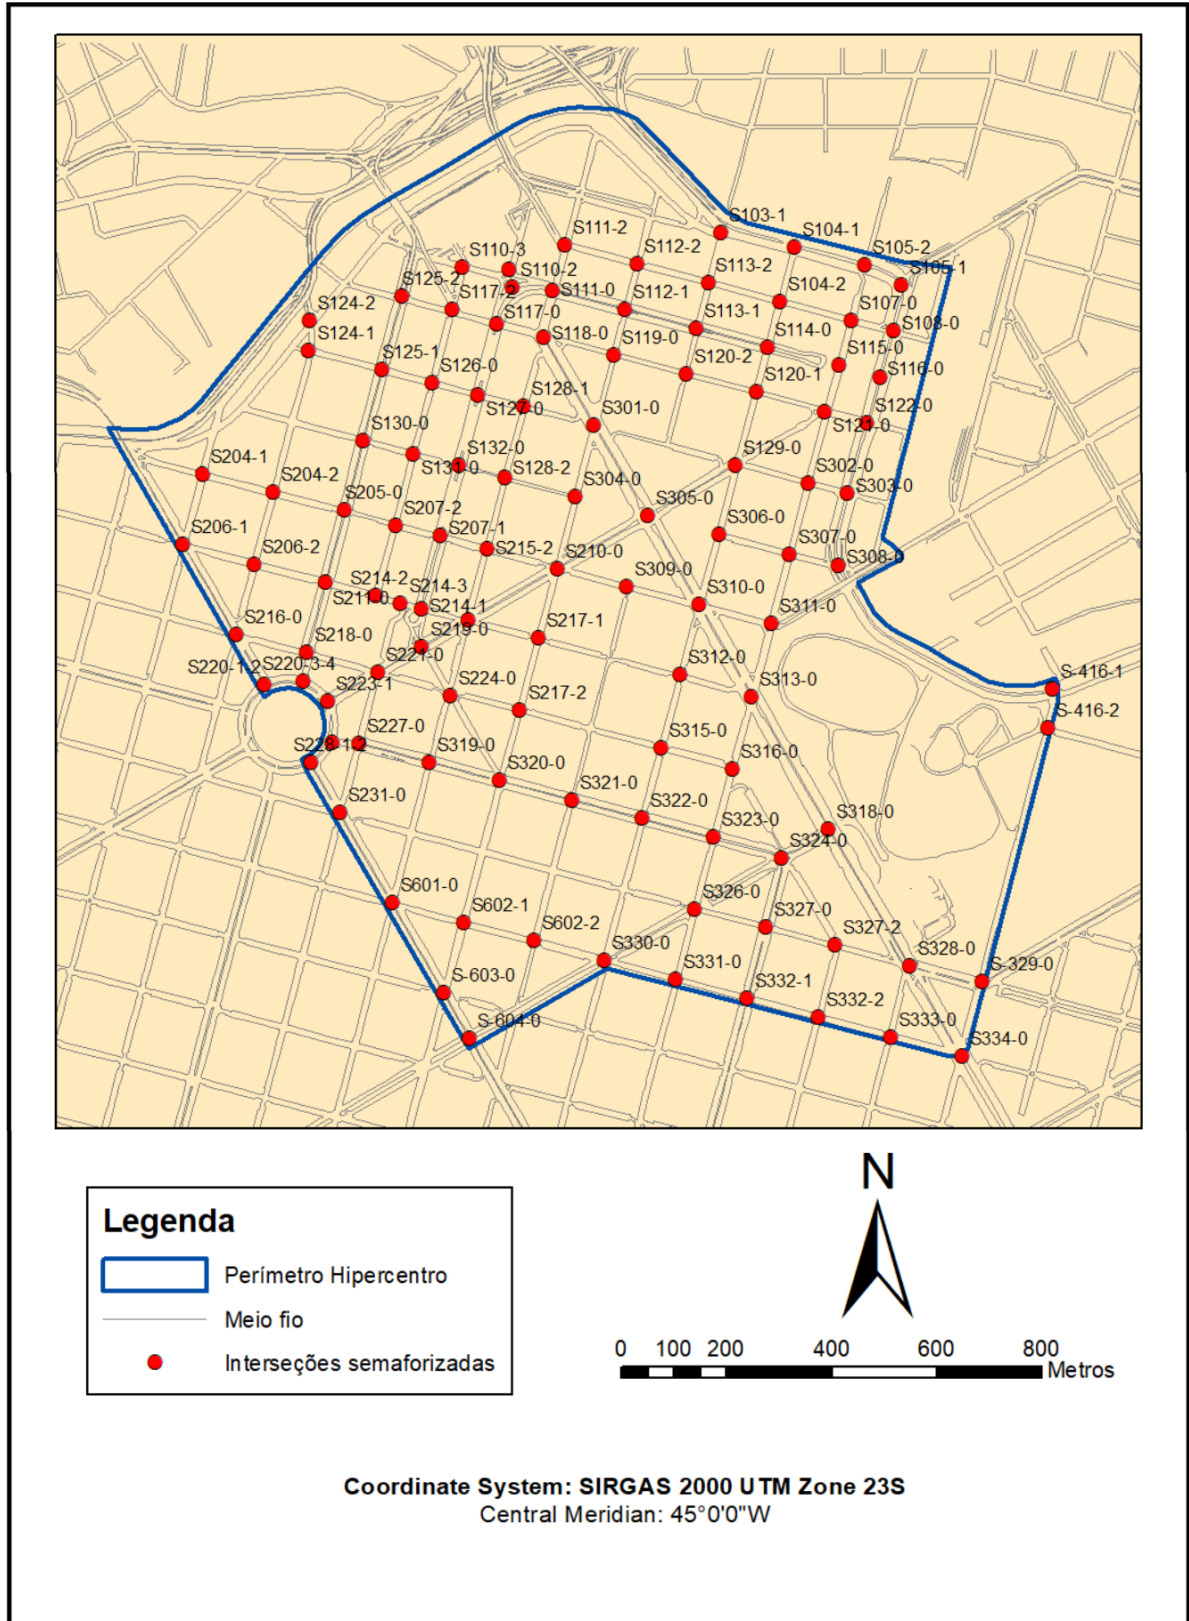 S103-1
S111-2
S104-1
S112-2
S105-2
S110-3
S105-1
S110-2
S113-2
S125-2
S117-2
S111-0
S104-2
S112-1
S107-0
S124-2
S117-0
S113-1
S108-0
S124-1
S118-0
S119-0
S114-0
S125-1
S120-2
S115-0
S126-0
S120-1
S116-0
S128-1
S127-0
S122-0
S301-0
S121-0
S130-0
S132-0
S129-0
S131-0
S204-1
S128-2
S302-0
S204-2
S304-0
S303-0
S205-0
S305-0
S207-2
S306-0
S206-1
S207-1
S307-0
S206-2
S215-2
S210-0
S308-0
S309-0
S214-2
S214-3
S211-0
S310-0
S214-1
S311-0
S216-0
S217-1
S219-0
S218-0
S221-0
S312-0
S220-1-2
S220-3-4
S-416-1
S223-1
S224-0
S313-0
S217-2
S-416-2
S227-0
S315-0
S228-1-2
S319-0
S316-0
S320-0
S321-0
S231-0
S322-0
S318-0
S323-0
S324-0
S601-0
S326-0
S602-1
S327-0
S602-2
S327-2
S330-0
S328-0
S331-0
S-329-0
S-603-0
S332-1
S332-2
S-604-0
S333-0
S334-0
N
Legenda
Perímetro Hipercentro
Meio fio
Interseções semaforizadas
0 100 200 400 600 800
Metros
Coordinate System: SIRGAS 2000 UTM Zone 23S
Central Meridian: 45°0'0"W